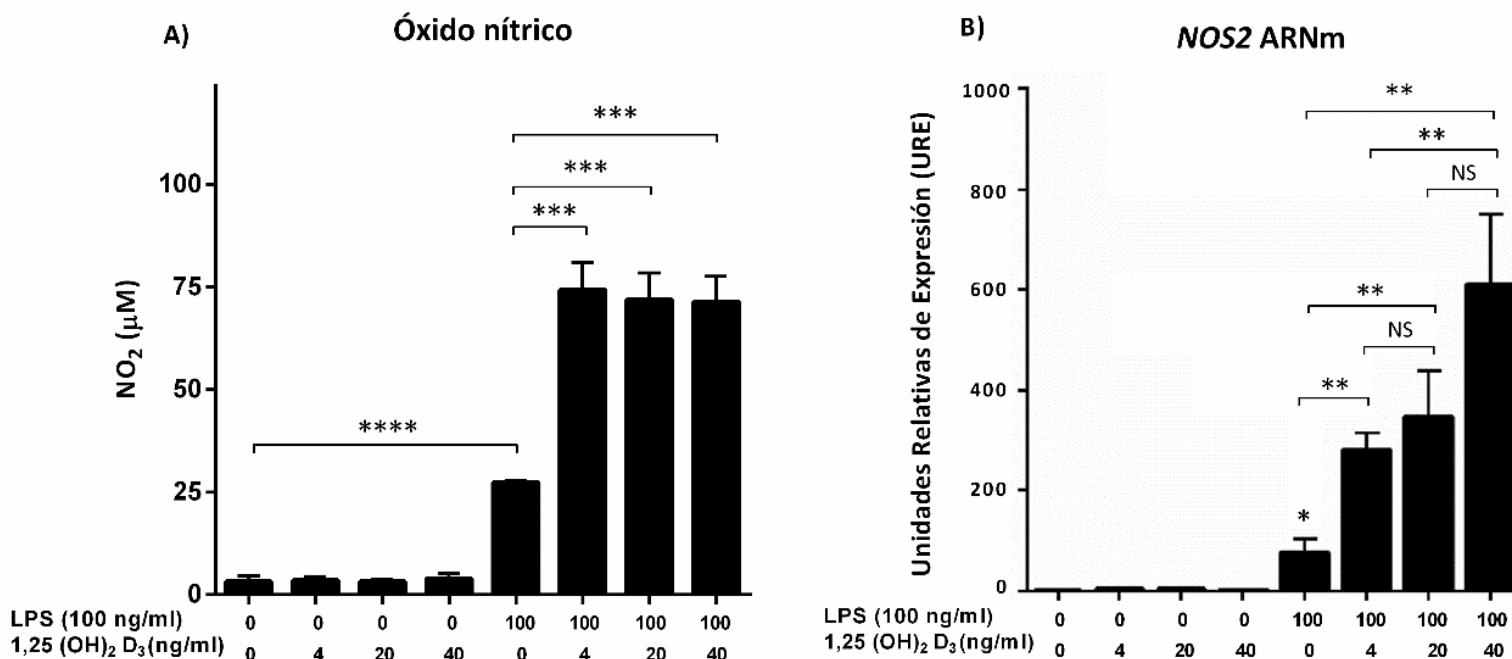 A)
Óxido nítrico
NO2 (μM)
100
75
50
25
0
****
***
***
***
LPS (100 ng/ml) 0 0 0 0 100 100 100 100
1,25 (OH)2 D3(ng/ml) 0 4 20 40 0 4 20 40
B)
NOS2 ARNm
Unidades Relativas de Expresión (URE)
1000
800
600
400
200
0
**
**
NS
**
NS
**
*
LPS (100 ng/ml) 0 0 0 0 100 100 100 100
1,25 (OH)2 D3(ng/ml) 0 4 20 40 0 4 20 40